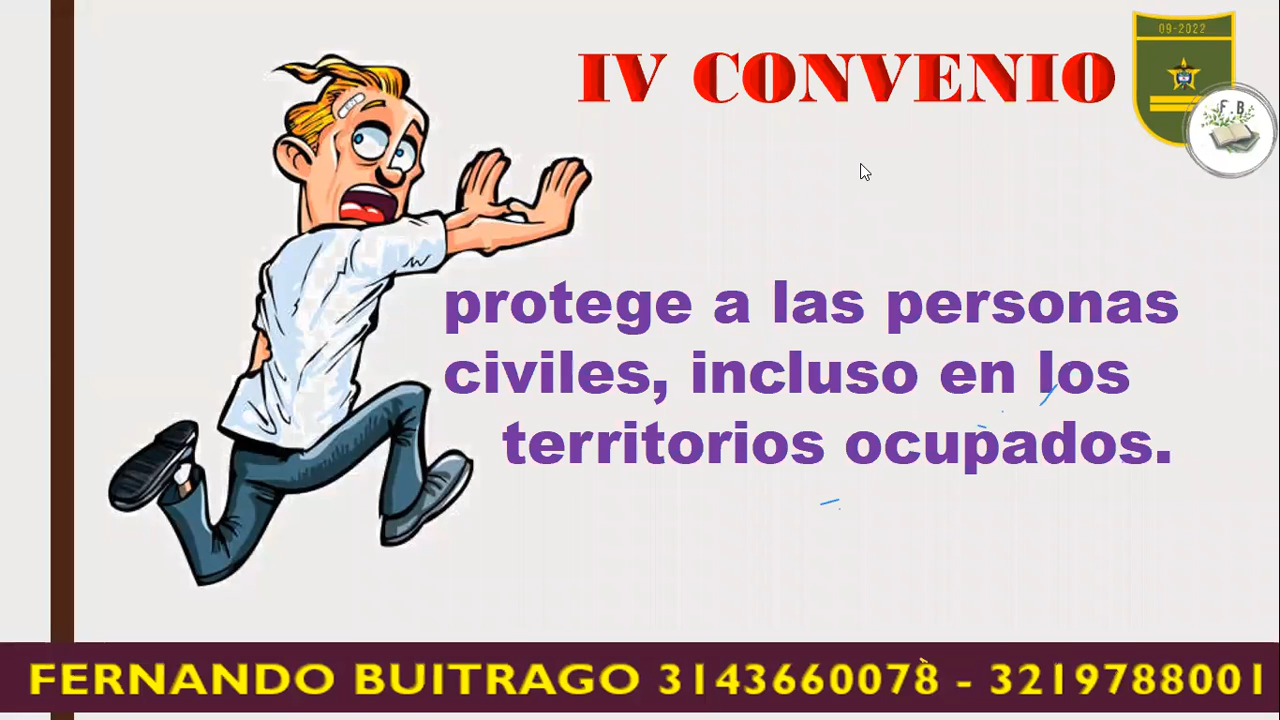 IV CONVENIO
09-2022
F.B
protege a las personas
civiles, incluso en los
territorios ocupados.
FERNANDO BUITRAGO 3143660078 - 3219788001